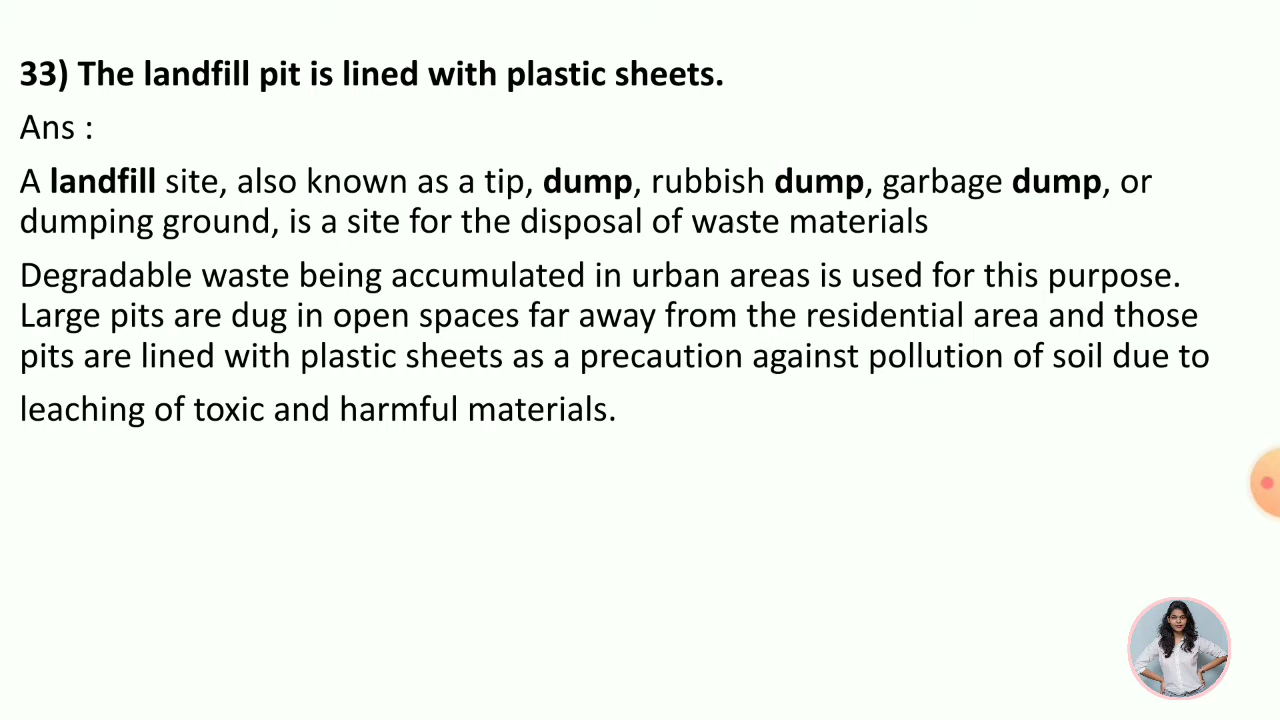 33) The landfill pit is lined with plastic sheets.
Ans :
A landfill site, also known as a tip, dump, rubbish dump, garbage dump, or
dumping ground, is a site for the disposal of waste materials
Degradable waste being accumulated in urban areas is used for this purpose.
Large pits are dug in open spaces far away from the residential area and those
pits are lined with plastic sheets as a precaution against pollution of soil due to
leaching of toxic and harmful materials.